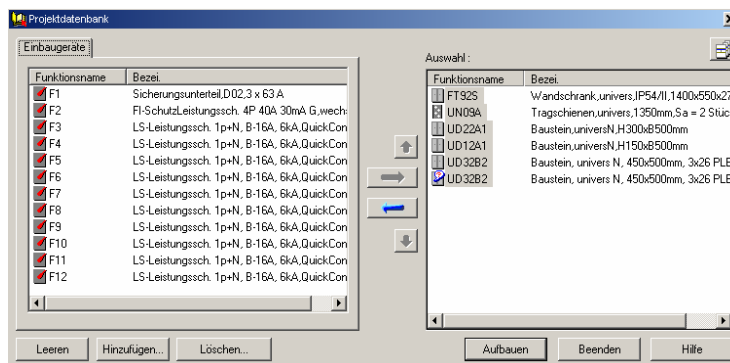 Projektdatenbank
Einbaugeräte
Funktionsname Bezei.
F1 Sicherungsunterteil,D02,3 x 63 A
F2 FI-SchutzLeistungssch. 4P 40A 30mA G,wech
F3 LS-Leistungssch. 1p+N, B-16A, 6kA,QuickCon
F4 LS-Leistungssch. 1p+N, B-16A, 6kA,QuickCon
F5 LS-Leistungssch. 1p+N, B-16A, 6kA,QuickCon
F6 LS-Leistungssch. 1p+N, B-16A, 6kA,QuickCon
F7 LS-Leistungssch. 1p+N, B-16A, 6kA,QuickCon
F8 LS-Leistungssch. 1p+N, B-16A, 6kA,QuickCon
F9 LS-Leistungssch. 1p+N, B-16A, 6kA,QuickCon
F10 LS-Leistungssch. 1p+N, B-16A, 6kA,QuickCon
F11 LS-Leistungssch. 1p+N, B-16A, 6kA,QuickCon
F12 LS-Leistungssch. 1p+N, B-16A, 6kA,QuickCon
Auswahl :
Funktionsname Bezei.
FT92S Wandschrank,univers,IP54/II,1400x550x27
UN09A Tragschienen,univers,1350mm,Sa = 2 Stüc
UD22A1 Baustein,universN,H300xB500mm
UD12A1 Baustein,universN,H150xB500mm
UD32B2 Baustein, univers N, 450x500mm, 3x26 PLE
UD32B2 Baustein, univers N, 450x500mm, 3x26 PLE
Leeren Hinzufügen... Löschen... Aufbauen Beenden Hilfe